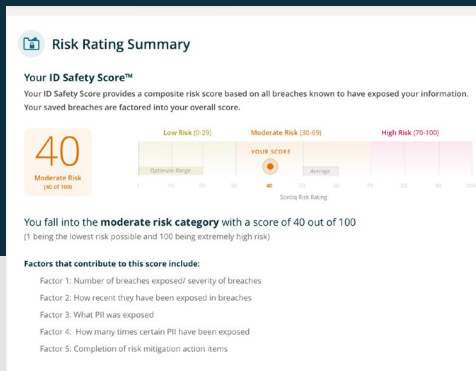 Risk Rating Summary
Your ID Safety Score™
Your ID Safety Score provides a composite risk score based on all breaches known to have exposed your information.
Your saved breaches are factored into your overall score.
40
Moderate Risk
(40 of 100)
Low Risk (0-29)
Moderate Risk (30-69)
High Risk (70-100)
YOUR SCORE
Optimum Range
Average
1 10 20 30 40 50 60 70 80 90 100
Sontiq Risk Rating
You fall into the moderate risk category with a score of 40 out of 100
(1 being the lowest risk possible and 100 being extremely high risk)
Factors that contribute to this score include:
Factor 1: Number of breaches exposed/ severity of breaches
Factor 2: How recently they have been exposed in breaches
Factor 3: What PII was exposed
Factor 4: How many times certain PII have been exposed
Factor 5: Completion of risk mitigation action items